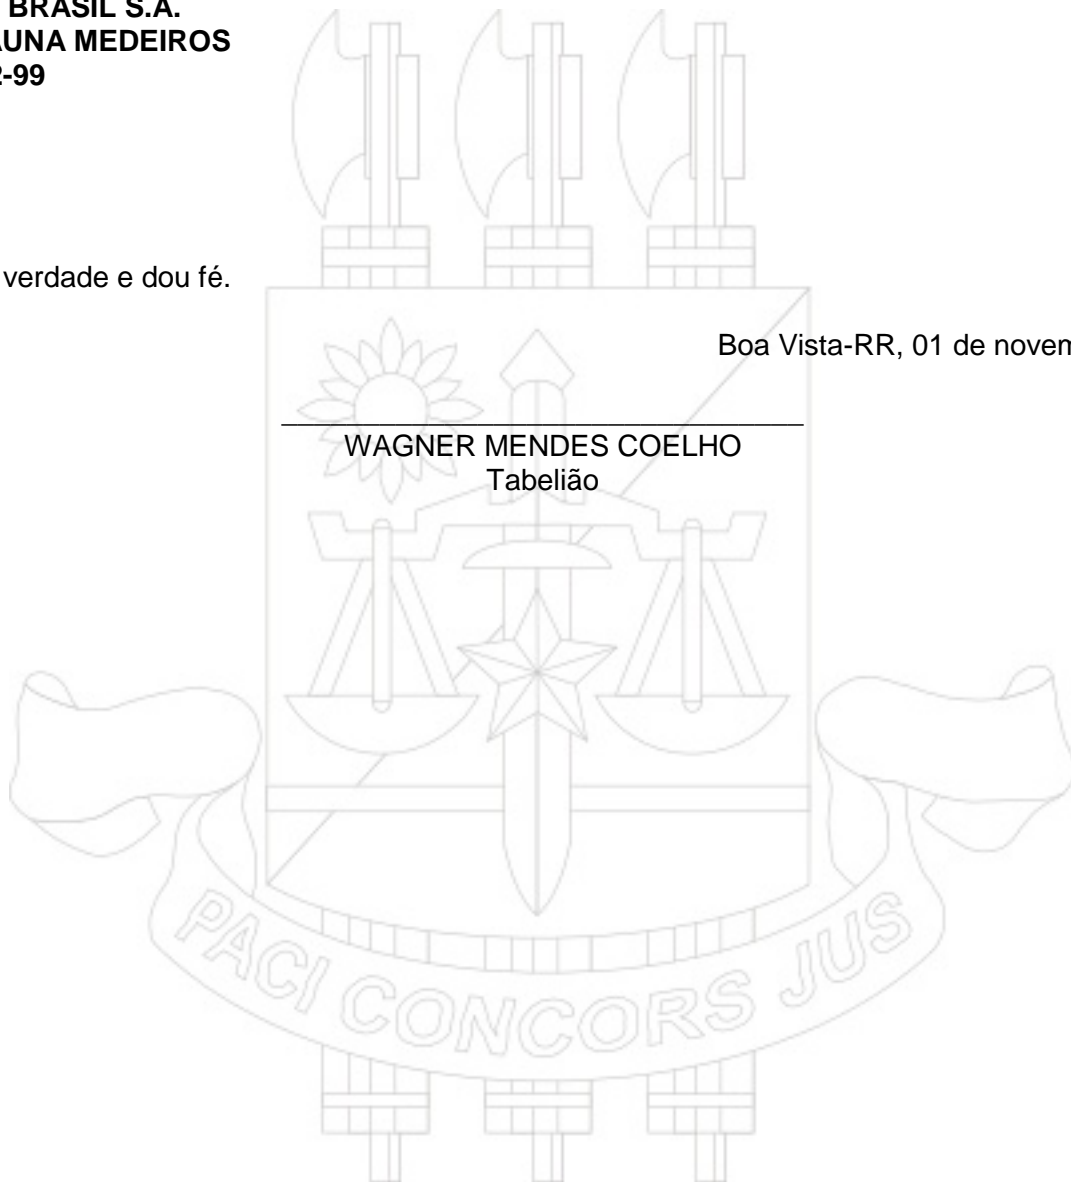 BRASIL S.A.
AUNA MEDEIROS
2-99
verdade e dou fé.
Boa Vista-RR, 01 de novem
WAGNER MENDES COELHO
Tabelião
PACI CONCORS JUS